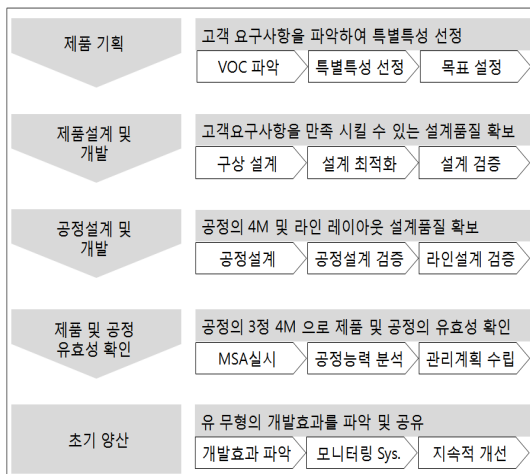 제품 기획
고객 요구사항을 파악하여 특별특성 선정
VOC 파악
특별특성 선정
목표 설정
제품설계 및
개발
고객요구사항을 만족 시킬 수 있는 설계품질 확보
구상 설계
설계 최적화
설계 검증
공정설계 및
개발
공정의 4M 및 라인 레이아웃 설계품질 확보
공정설계
공정설계 검증
라인설계 검증
제품 및 공정
유효성 확인
공정의 3정 4M 으로 제품 및 공정의 유효성 확인
MSA실시
공정능력 분석
관리계획 수립
초기 양산
유 무형의 개발효과를 파악 및 공유
개발효과 파악
모니터링 Sys.
지속적 개선